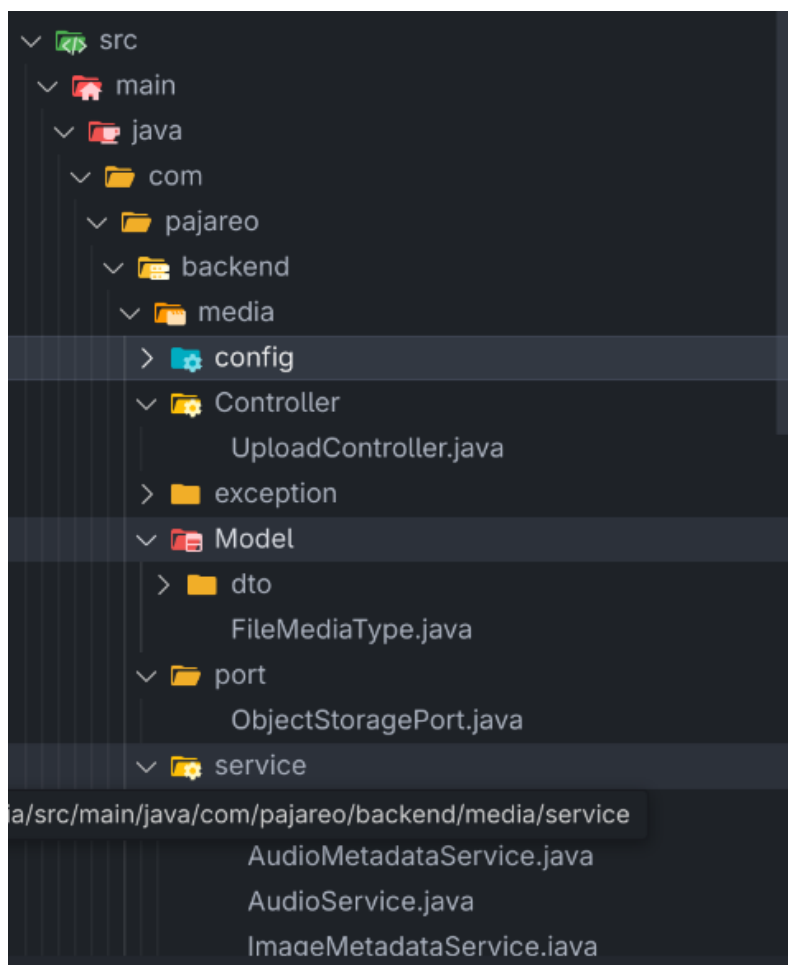 src
main
java
com
pajareo
backend
media
config
Controller
UploadController.java
exception
Model
dto
FileMediaType.java
port
ObjectStoragePort.java
service
ia/src/main/java/com/pajareo/backend/media/service
AudioMetadataService.java
AudioService.java
ImageMetadataService.java